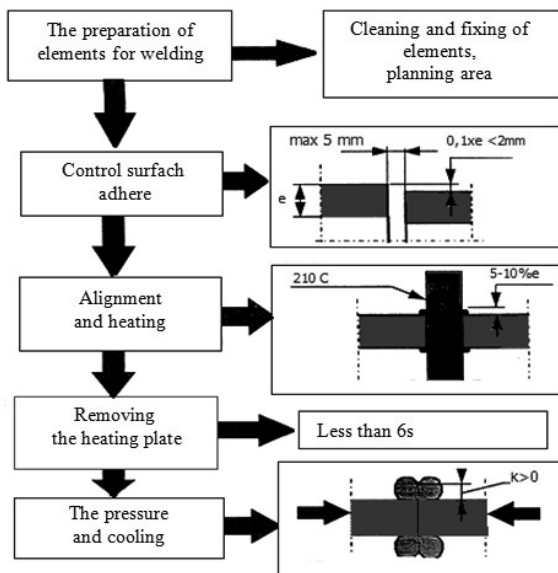 The preparation of
elements for welding
Cleaning and fixing of
elements,
planning area
Control surfach
adhere
max 5 mm
0,1xe <2mm
e
Alignment
and heating
210 C
5-10%e
Removing
the heating plate
Less than 6s
The pressure
and cooling
k>0